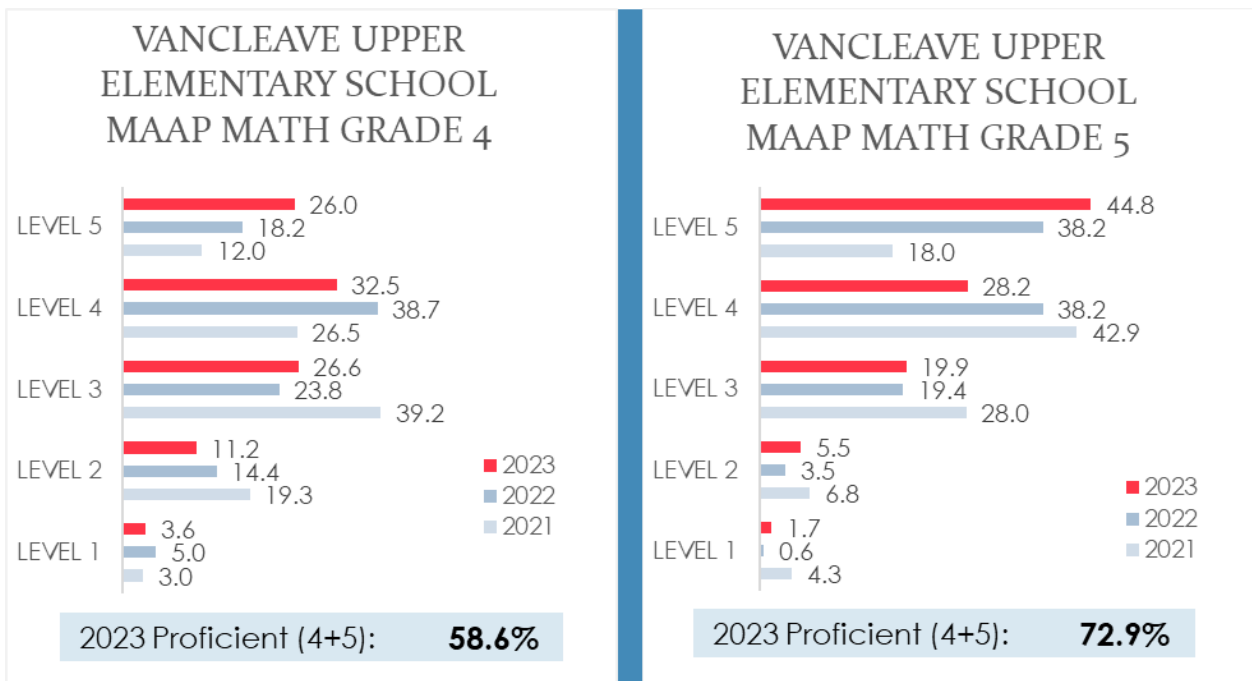 VANCLEAVE UPPER
ELEMENTARY SCHOOL
MAAP MATH GRADE 4
LEVEL 5
26.0
18.2
12.0
LEVEL 4
32.5
38.7
26.5
LEVEL 3
26.6
23.8
39.2
LEVEL 2
11.2
14.4
19.3
LEVEL 1
3.6
5.0
3.0
2023
2022
2021
2023 Proficient (4+5): 58.6%
VANCLEAVE UPPER
ELEMENTARY SCHOOL
MAAP MATH GRADE 5
LEVEL 5
44.8
38.2
18.0
LEVEL 4
28.2
38.2
42.9
LEVEL 3
19.9
19.4
28.0
LEVEL 2
5.5
3.5
6.8
LEVEL 1
1.7
0.6
4.3
2023
2022
2021
2023 Proficient (4+5): 72.9%